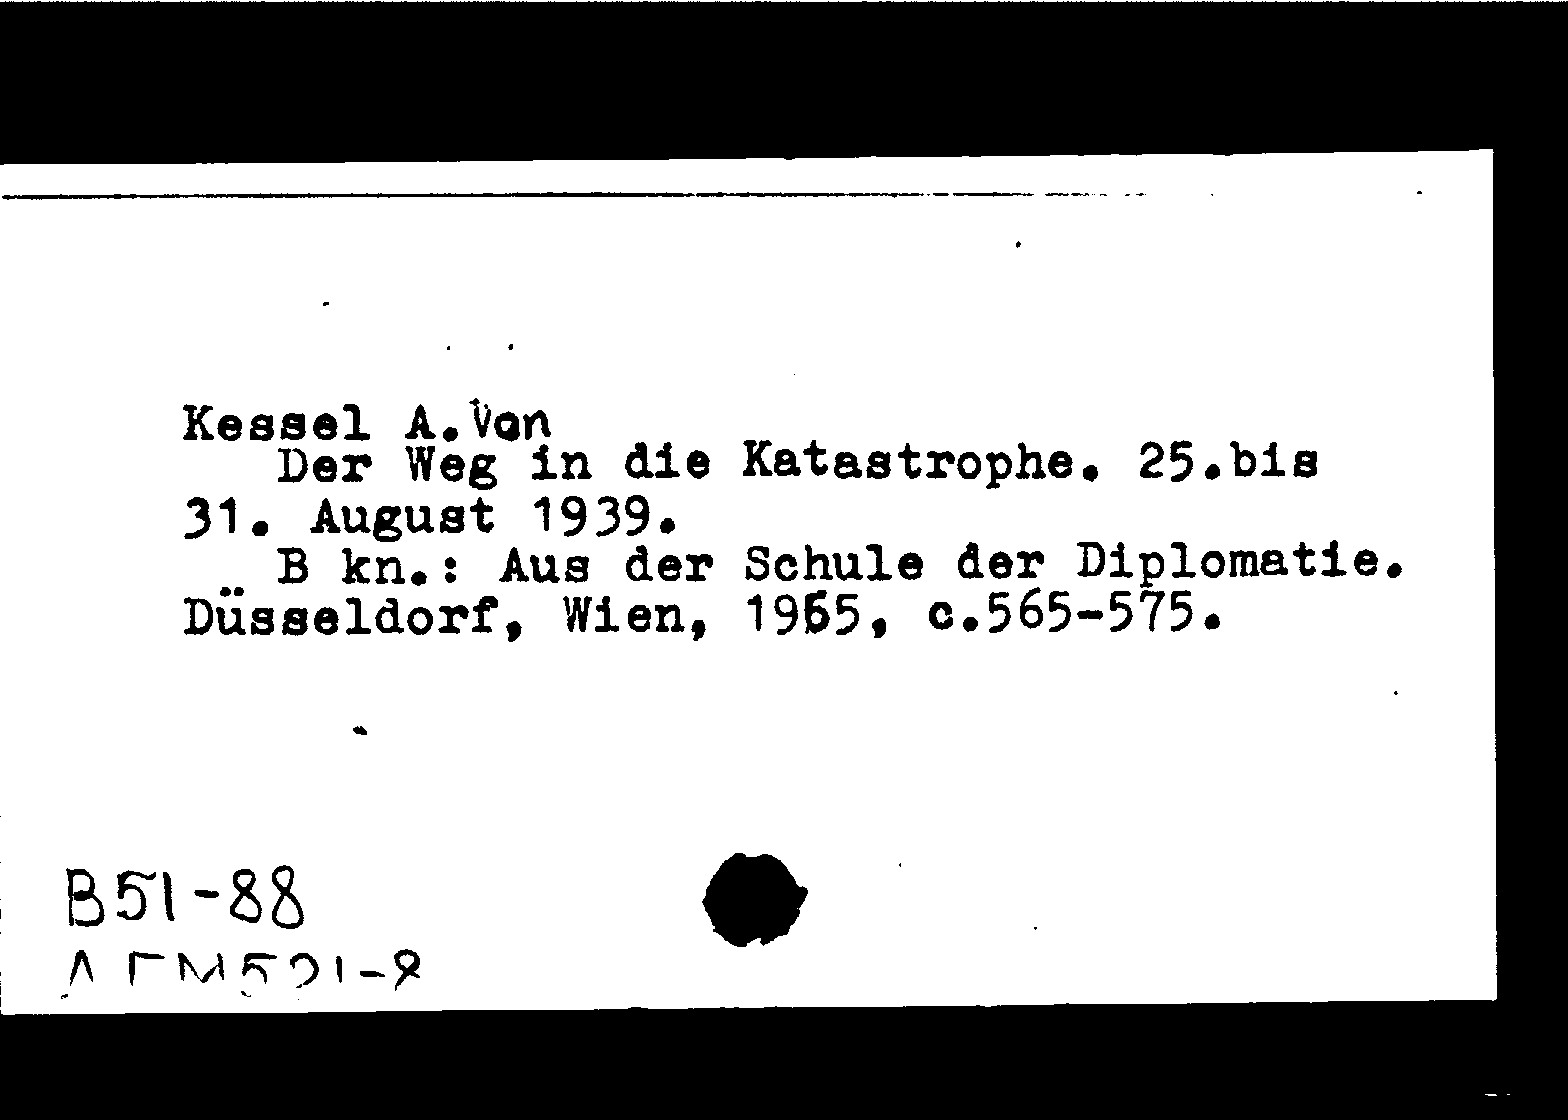 Kessel A. Von
Der Weg in die Katastrophe. 25.bis
31. August 1939.
В кн.: Aus der Schule der Diplomatie.
Düsseldorf, Wien, 1965, с.565-575.
B51-88